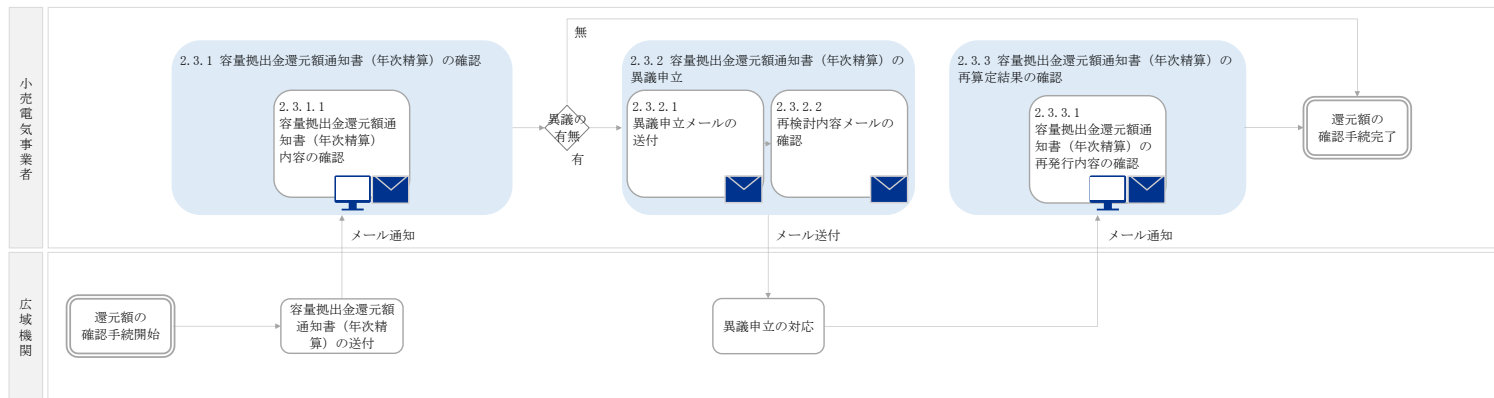 小売電気事業者
無
2.3.1 容量拠出金還元額通知書（年次精算）の確認
2.3.1.1
容量拠出金還元額通
知書（年次精算）
内容の確認
異議の
有無
有
2.3.2 容量拠出金還元額通知書（年次精算）の
異議申立
2.3.2.1
異議申立メールの
送付
2.3.2.2
再検討内容メールの
確認
2.3.3 容量拠出金還元額通知書（年次精算）の
再算定結果の確認
2.3.3.1
容量拠出金還元額通
知書（年次精算）の
再発行内容の確認
還元額の
確認手続完了
メール通知
メール送付
メール通知
広域機関
還元額の
確認手続開始
容量拠出金還元額
通知書（年次精
算）の送付
異議申立の対応